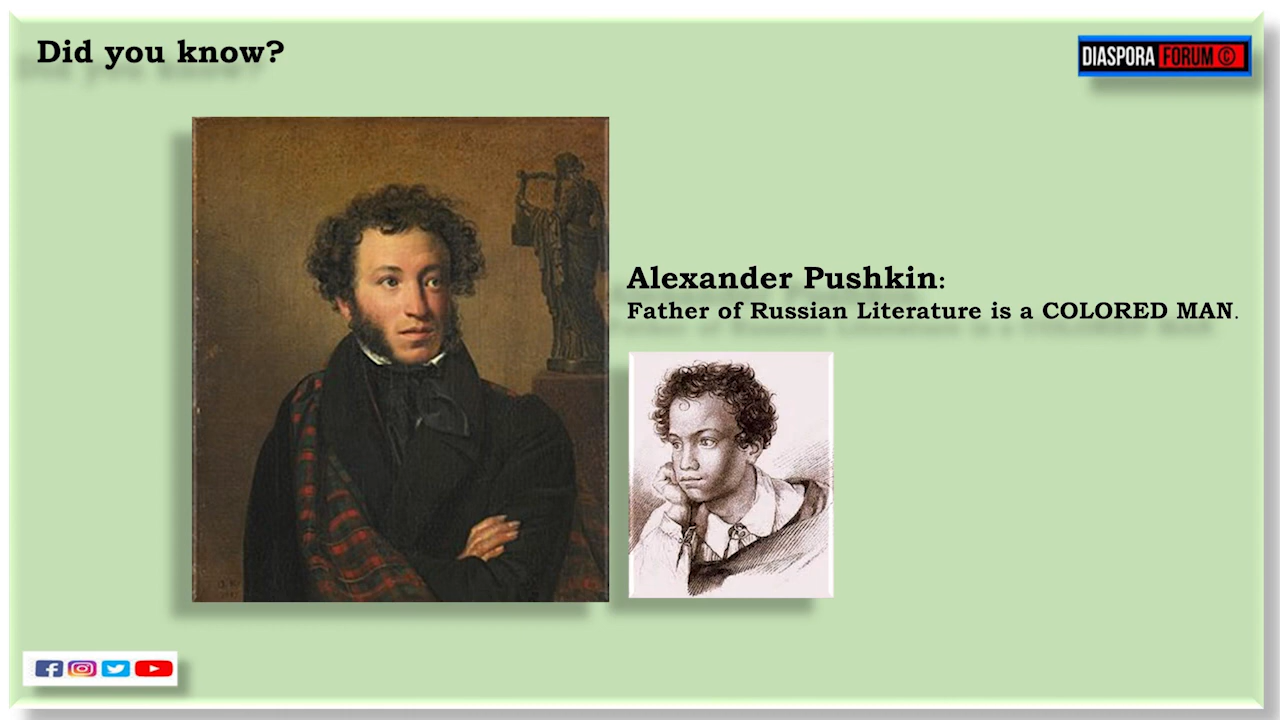 Did you know?
DIASPORA FORUM ©
Alexander Pushkin:
Father of Russian Literature is a COLORED MAN.